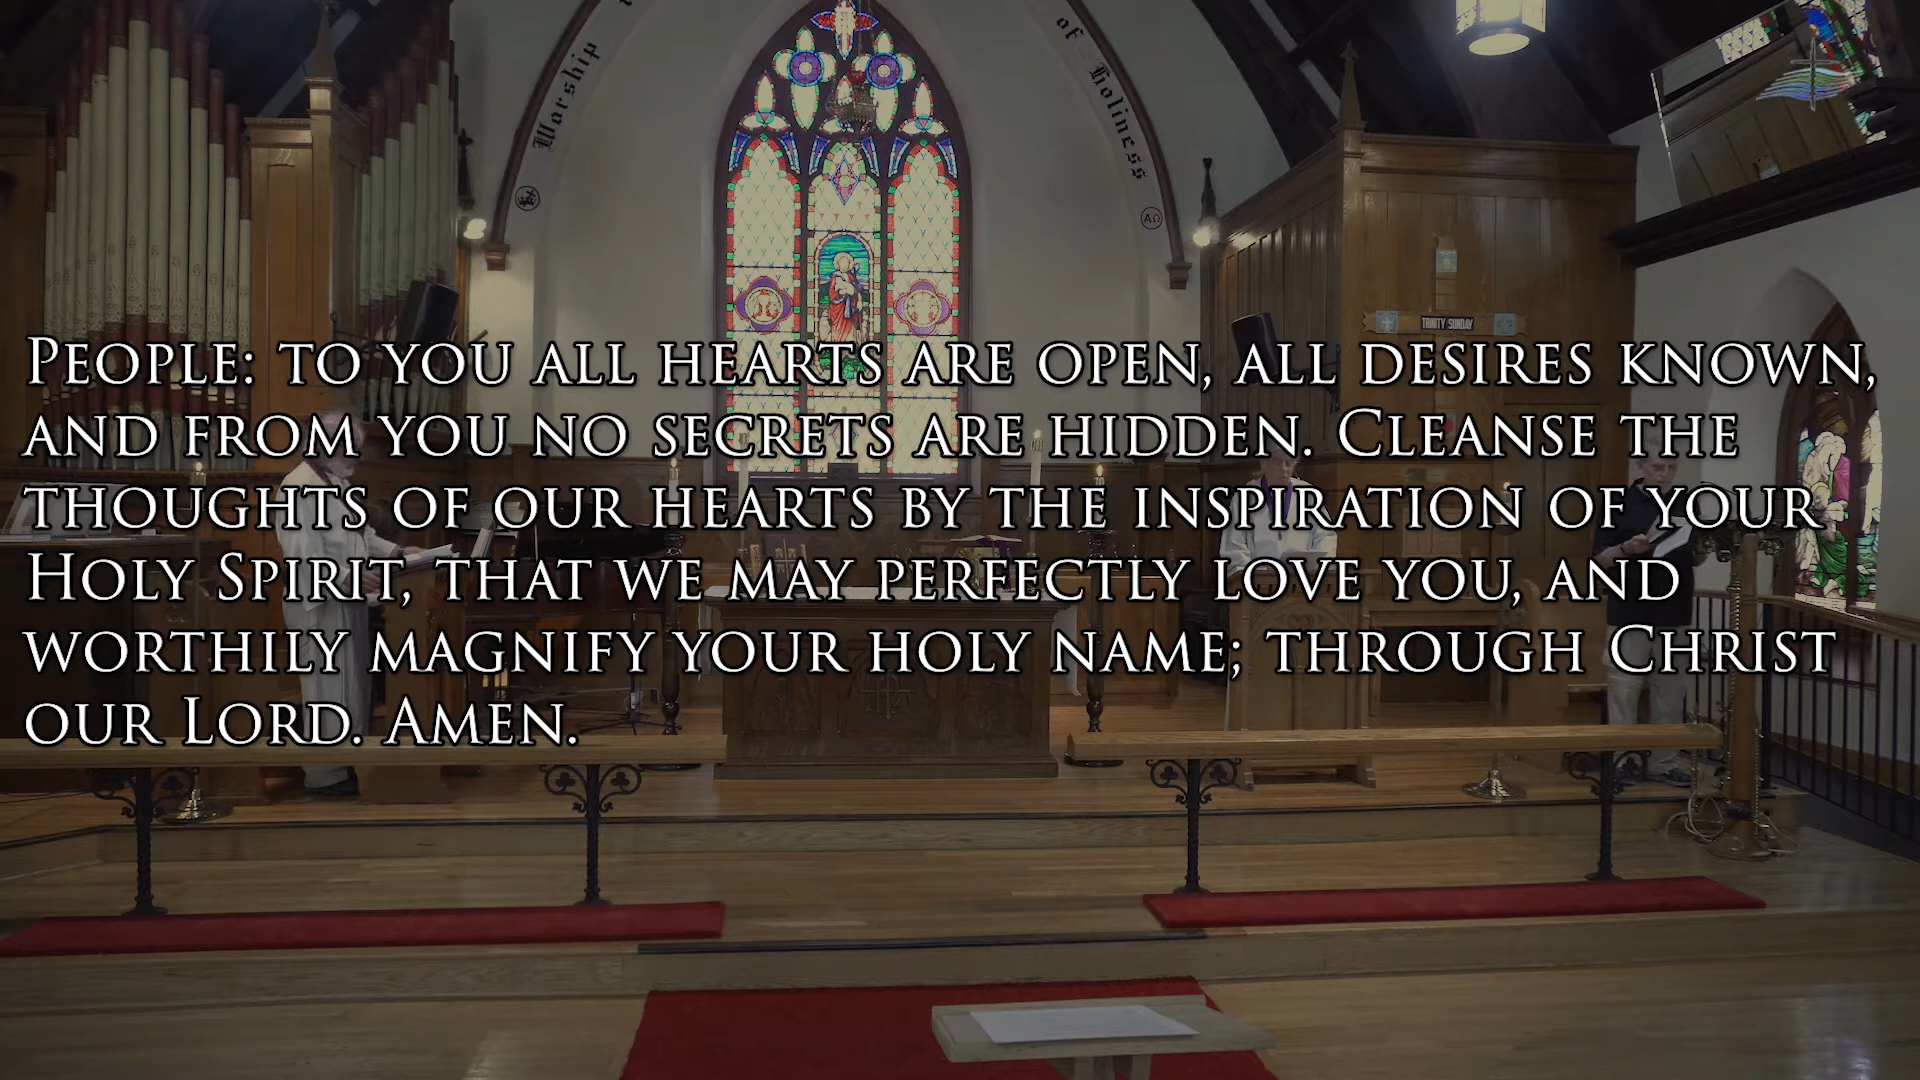 Worship
of Holiness
ΑΩ
TRINITY SUNDAY
People: to you all hearts are open, all desires known,
and from you no secrets are hidden. Cleanse the
thoughts of our hearts by the inspiration of your
Holy Spirit, that we may perfectly love you, and
worthily magnify your holy name; through Christ
our Lord. Amen.